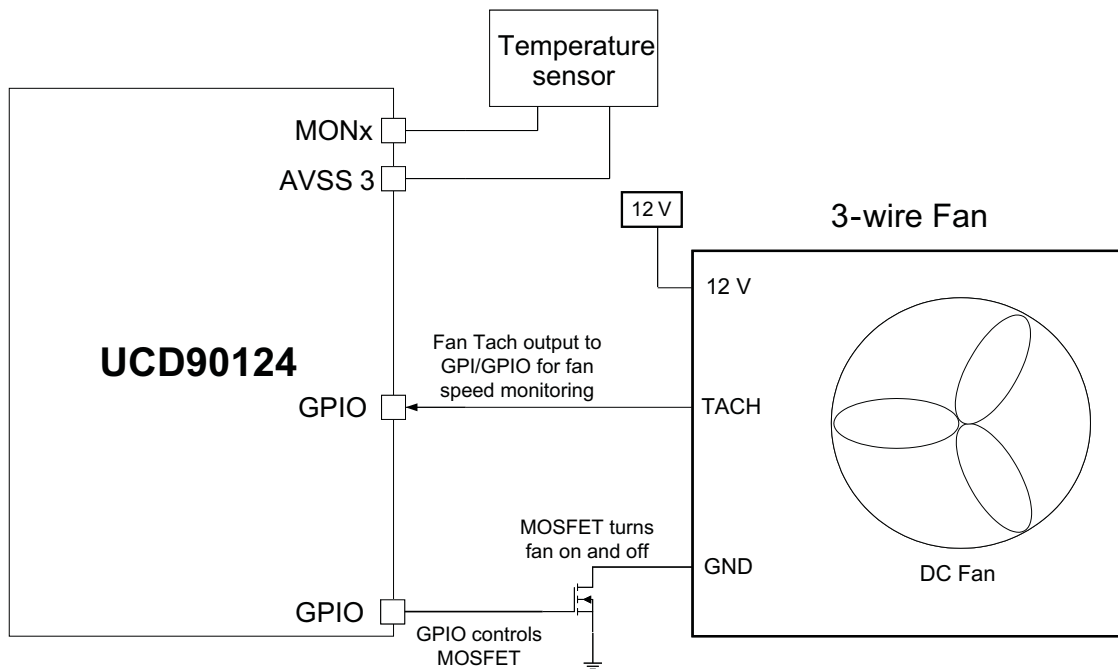 Temperature
sensor
MONx
AVSS 3
12 V
3-wire Fan
12 V
Fan Tach output to
GPI/GPIO for fan
speed monitoring
UCD90124
GPIO
TACH
MOSFET turns
fan on and off
GND
DC Fan
GPIO
GPIO controls
MOSFET